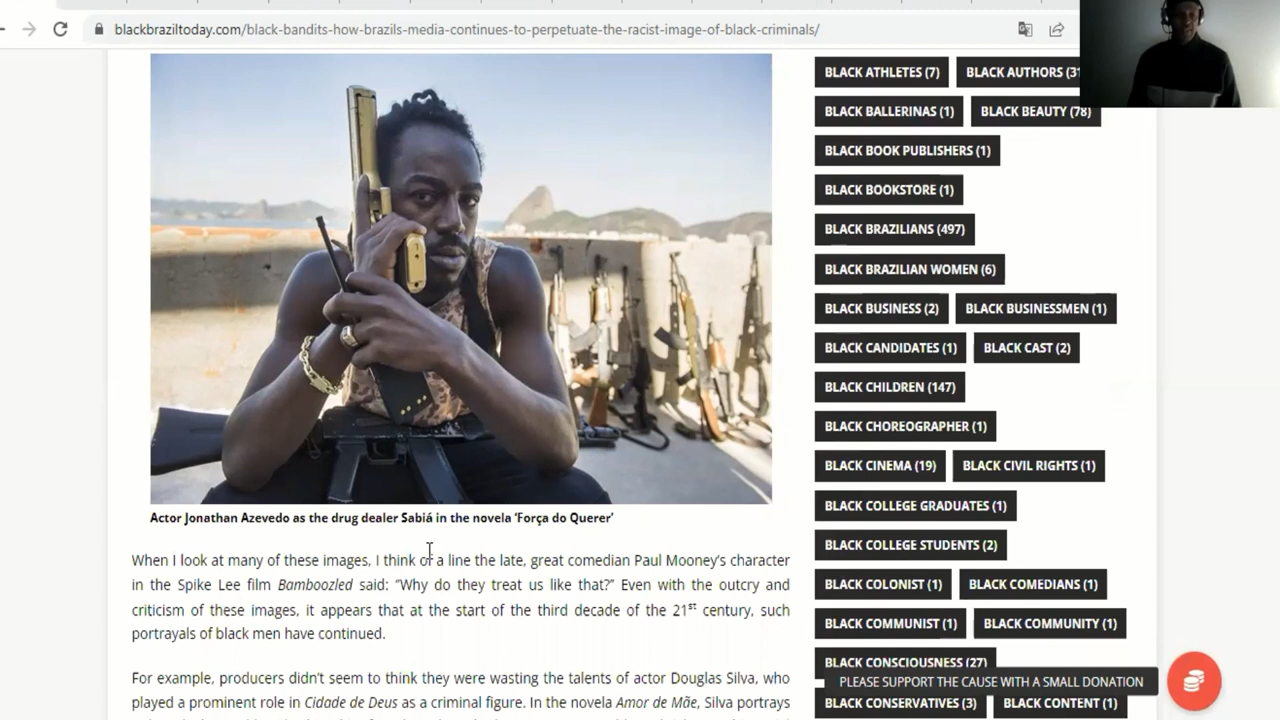 blackbraziltoday.com/black-bandits-how-brazils-media-continues-to-perpetuate-the-racist-image-of-black-criminals/
Actor Jonathan Azevedo as the drug dealer Sabiá in the novela ‘Força do Querer’
When I look at many of these images, I think of a line the late, great comedian Paul Mooney’s character
in the Spike Lee film Bamboozled said: “Why do they treat us like that?” Even with the outcry and
criticism of these images, it appears that at the start of the third decade of the 21st century, such
portrayals of black men have continued.
For example, producers didn’t seem to think they were wasting the talents of actor Douglas Silva, who
played a prominent role in Cidade de Deus as a criminal figure. In the novela Amor de Mãe, Silva portrays
BLACK ATHLETES (7) BLACK AUTHORS
BLACK BALLERINAS (1) BLACK BEAUTY (78)
BLACK BOOK PUBLISHERS (1)
BLACK BOOKSTORE (1)
BLACK BRAZILIANS (497)
BLACK BRAZILIAN WOMEN (6)
BLACK BUSINESS (2) BLACK BUSINESSMEN (1)
BLACK CANDIDATES (1) BLACK CAST (2)
BLACK CHILDREN (147)
BLACK CHOREOGRAPHER (1)
BLACK CINEMA (19) BLACK CIVIL RIGHTS (1)
BLACK COLLEGE GRADUATES (1)
BLACK COLLEGE STUDENTS (2)
BLACK COLONIST (1) BLACK COMEDIANS (1)
BLACK COMMUNIST (1) BLACK COMMUNITY (1)
BLACK CONSCIOUSNESS (27)
PLEASE SUPPORT THE CAUSE WITH A SMALL DONATION
BLACK CONSERVATIVES (3) BLACK CONTENT (1)